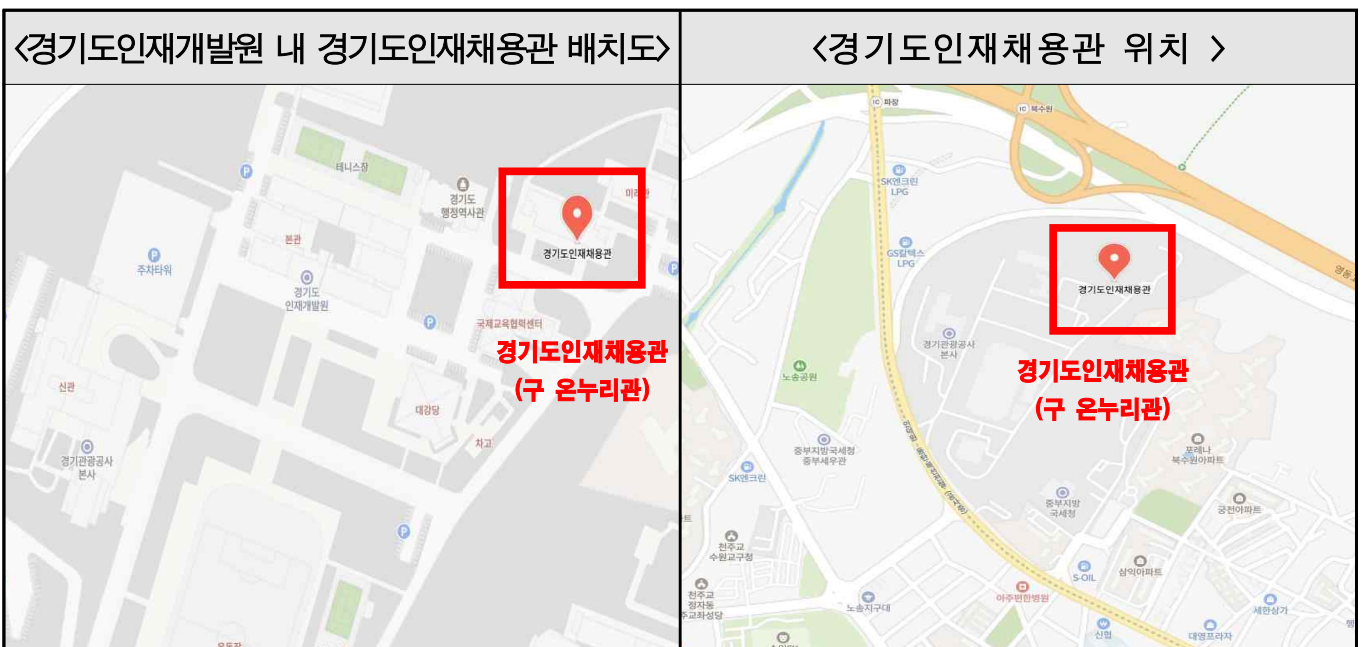 <경기도인재개발원 내 경기도인재채용관 배치도>
테니스장
경기도
행정역사관
경기도인재채용관
본관
주차타워
경기도
인재개발원
국제교육협력센터
경기도인재채용관
(구 온누리관)
신관
대강당
차고
경기관광공사
본사
<경기도인재채용관 위치 >
IC 파장
IC 북수원
SK엔크린
LPG
GS칼텍스
LPG
경기도인재채용관
경기관광공사
본사
노송공원
경기도인재채용관
(구 온누리관)
중부지방국세청
중부세우관
SK엔크린
포레나
북수원아파트
중부지방
국세청
궁전아파트
천주교
수원교구청
S-OIL
삼익아파트
천주교
정자동
주교좌성당
노송지구대
아주편한병원
세한상가
신협
대영프라자